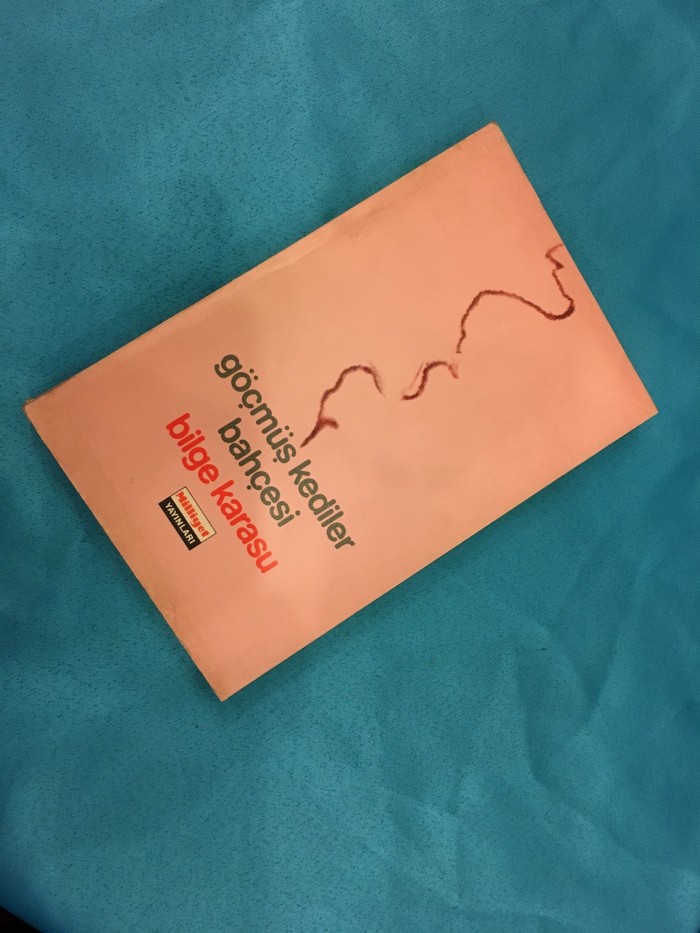 göçmüş kediler
bahçesi
bilge karasu
Milliyet
YAYINLARI